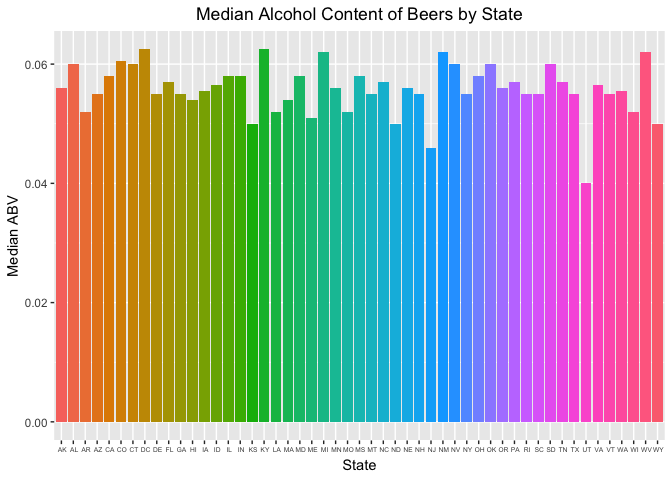 Median Alcohol Content of Beers by State
Median ABV
0.06
0.04
0.02
0.00
AK AL AR AZ CA CO CT DC DE FL GA HI IA ID IL IN KS KY LA MA MD ME MI MN MO MS MT NC ND NE NH NJ NM NV NY OH OK OR PA RI SC SD TN TX UT VA VT WA WI WV WY
State